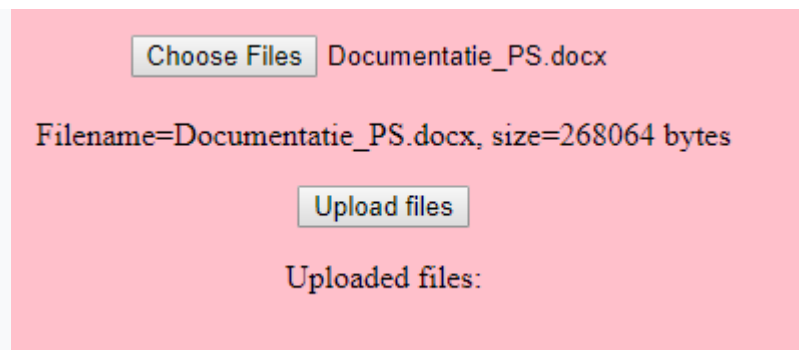 Choose Files Documentatie_PS.docx
Filename=Documentatie_PS.docx, size=268064 bytes
Upload files
Uploaded files: